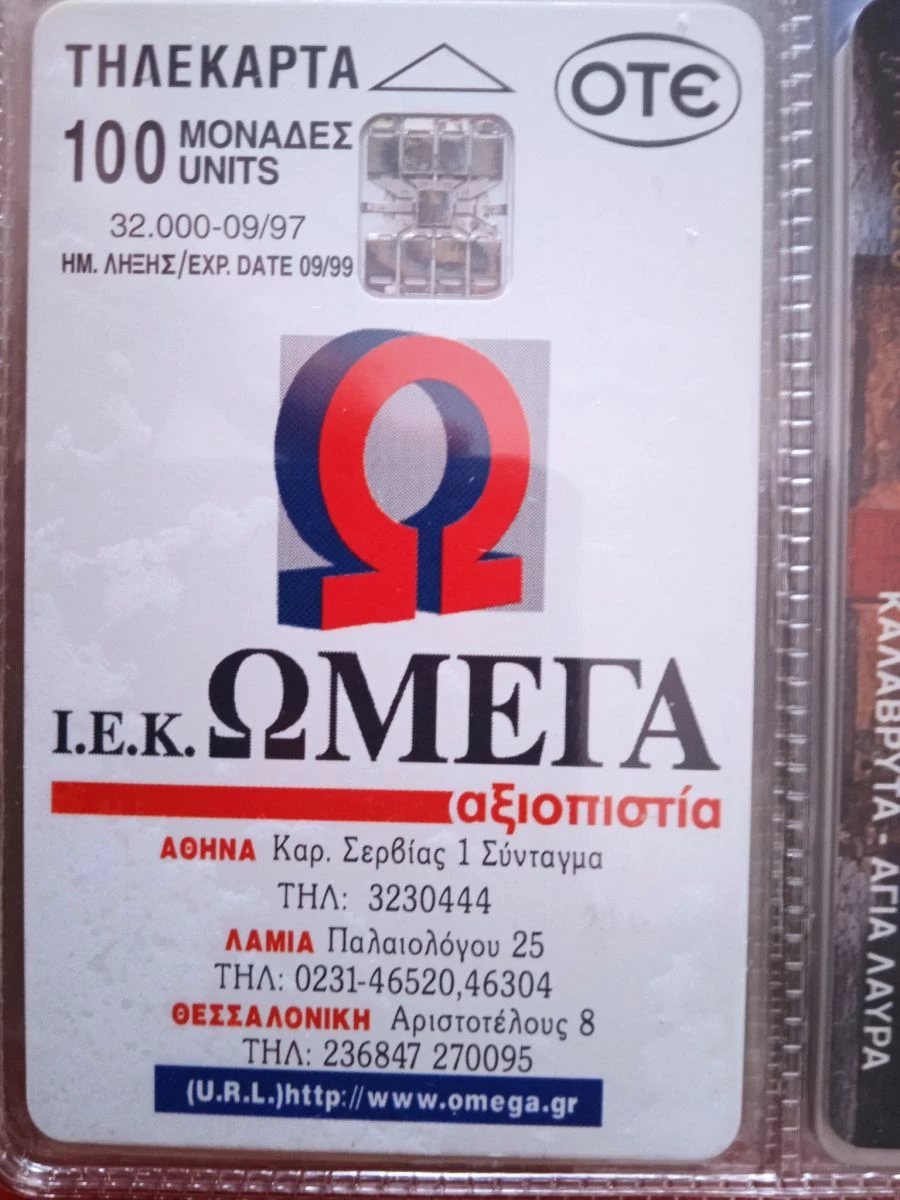 ΤΗΛΕΚΑΡΤΑ
ΟΤΕ
100 ΜΟΝΑΔΕΣ
UNITS
32.000-09/97
ΗΜ. ΛΗΞΗΣ/EXP. DATE 09/99
Ω
Ι.Ε.Κ. ΩΜΕΓΑ
αξιοπιστία
ΑΘΗΝΑ Καρ. Σερβίας 1 Σύνταγμα
ΤΗΛ: 3230444
ΛΑΜΙΑ Παλαιολόγου 25
ΤΗΛ: 0231-46520,46304
ΘΕΣΣΑΛΟΝΙΚΗ Αριστοτέλους 8
ΤΗΛ: 236847 270095
(U.R.L.)http://www.omega.gr
ΚΑΛΑΒΡΥΤΑ - ΑΓΙΑ ΛΑΥΡΑ